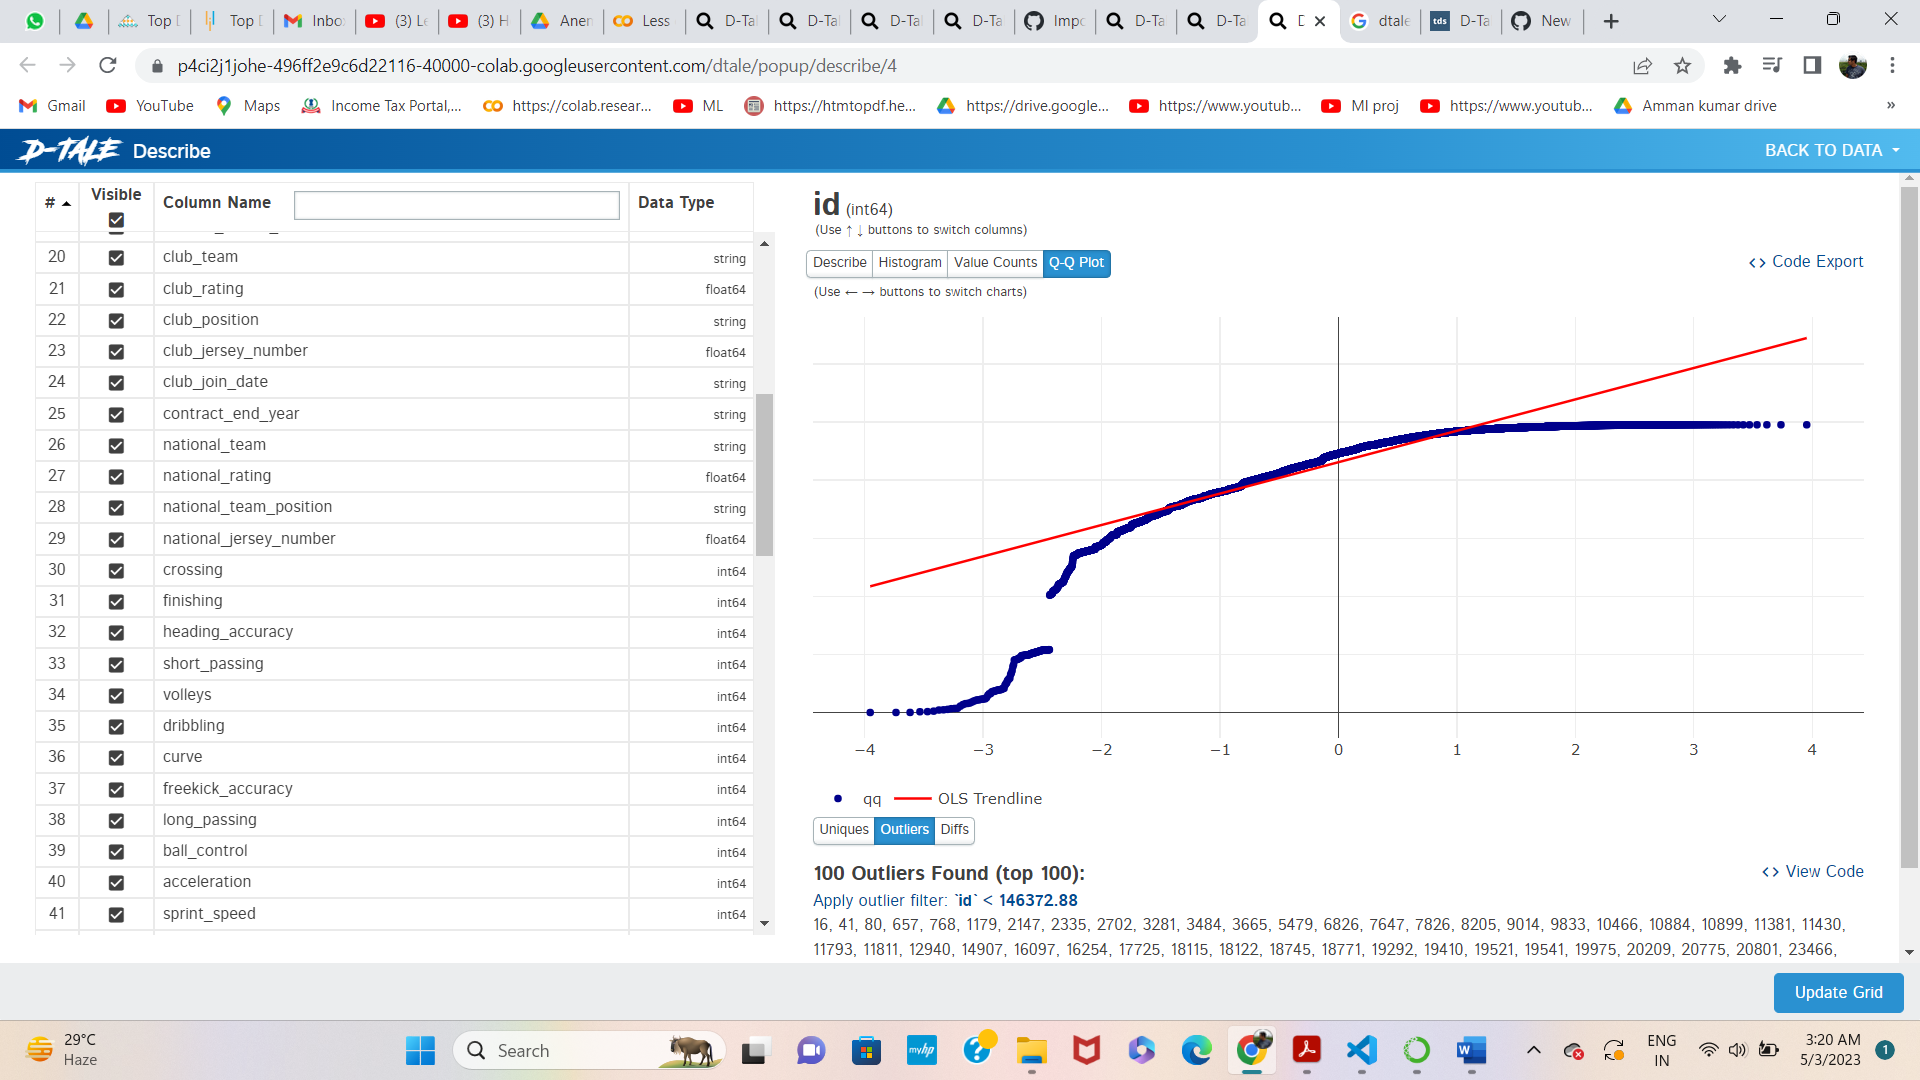 Top D
Top D
Inbo
(3) Le
(3) H
Aner
Less
D-Tal
D-Ta
D-Ta
D-Ta
Impo
D-Ta
D-Ta
D
dtale
tds D-Ta
New
p4ci2j1johe-496ff2e9c6d22116-40000-colab.googleusercontent.com/dtale/popup/describe/4
Gmail YouTube Maps Income Tax Portal,... https://colab.resear... ML https://htmtopdf.he... https://drive.google... https://www.youtub... MI proj https://www.youtub... Amman kumar drive »
D-TALE Describe BACK TO DATA
# Visible Column Name Data Type
20 club_team string
21 club_rating float64
22 club_position string
23 club_jersey_number float64
24 club_join_date string
25 contract_end_year string
26 national_team string
27 national_rating float64
28 national_team_position string
29 national_jersey_number float64
30 crossing int64
31 finishing int64
32 heading_accuracy int64
33 short_passing int64
34 volleys int64
35 dribbling int64
36 curve int64
37 freekick_accuracy int64
38 long_passing int64
39 ball_control int64
40 acceleration int64
41 sprint_speed int64
id (int64)
(Use ↑ ↓ buttons to switch columns)
Describe Histogram Value Counts Q-Q Plot
<> Code Export
(Use ← → buttons to switch charts)
−4 −3 −2 −1 0 1 2 3 4
qq OLS Trendline
Uniques Outliers Diffs
100 Outliers Found (top 100):
<> View Code
Apply outlier filter: `id` < 146372.88
16, 41, 80, 657, 768, 1179, 2147, 2335, 2702, 3281, 3484, 3665, 5479, 6826, 7647, 7826, 8205, 9014, 9833, 10466, 10884, 10899, 11381, 11430,
11793, 11811, 12940, 14907, 16097, 16254, 17725, 18115, 18122, 18745, 18771, 19292, 19410, 19521, 19541, 19975, 20209, 20775, 20801, 23466,
Update Grid
29°C
Haze
Search
myhp
ENG
IN
3:20 AM
5/3/2023
1